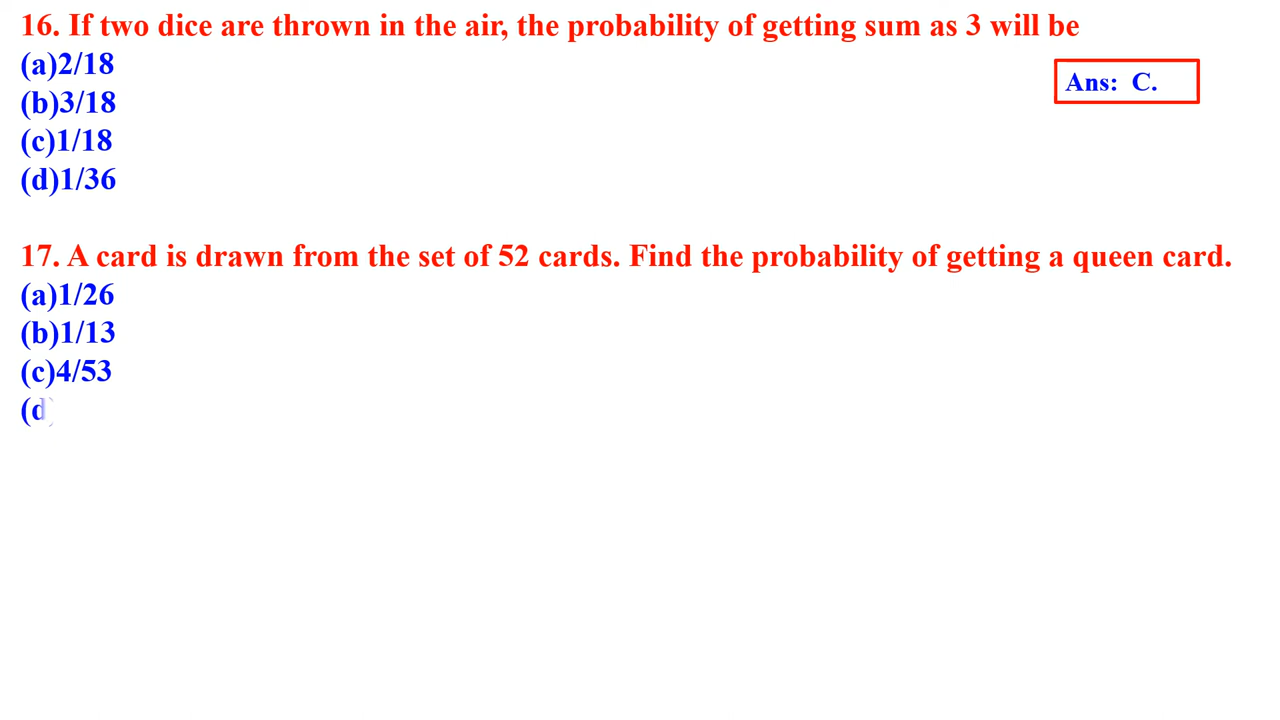 16. If two dice are thrown in the air, the probability of getting sum as 3 will be
(a)2/18
Ans: C.
(b)3/18
(c)1/18
(d)1/36
17. A card is drawn from the set of 52 cards. Find the probability of getting a queen card.
(a)1/26
(b)1/13
(c)4/53
(d)